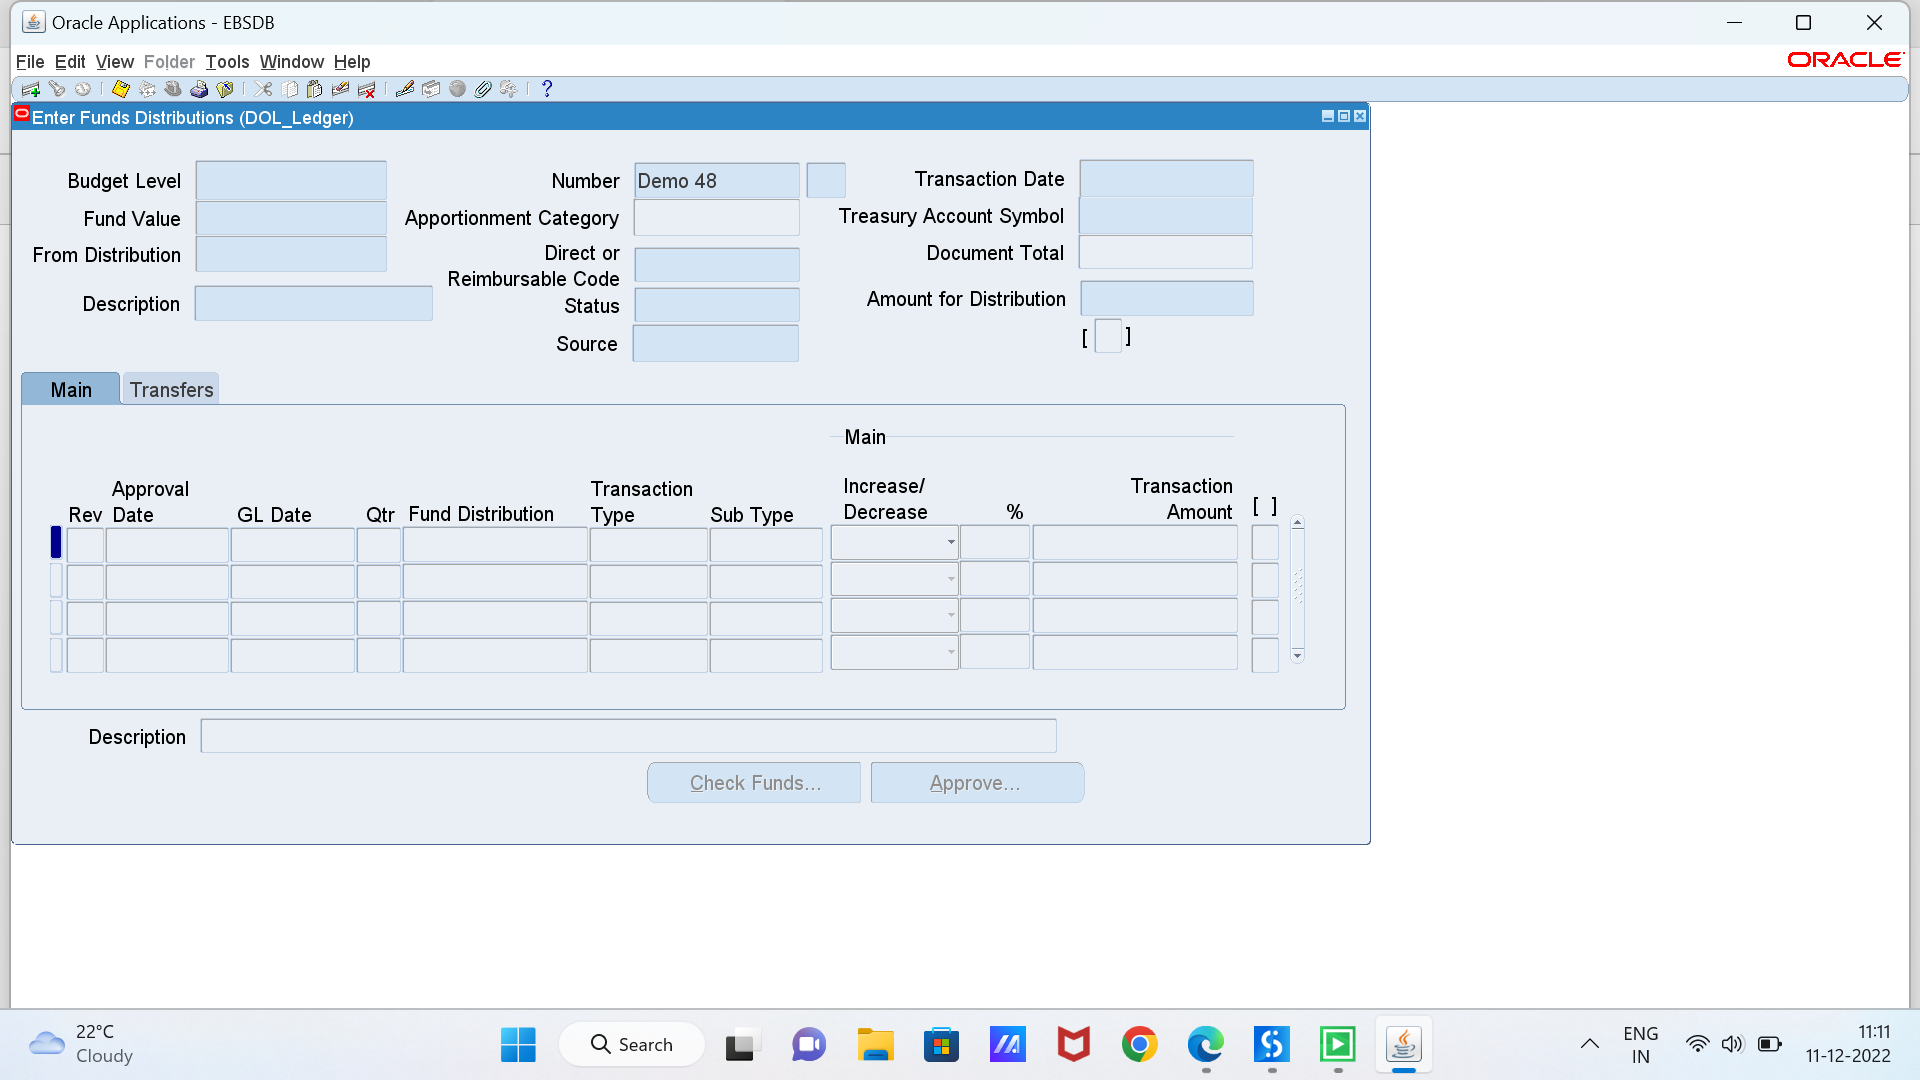 Oracle Applications - EBSDB
File Edit View Folder Tools Window Help
ORACLE
Enter Funds Distributions (DOL_Ledger)
Budget Level
Number
Demo 48
Transaction Date
Fund Value
Apportionment Category
Treasury Account Symbol
From Distribution
Direct or
Reimbursable Code
Document Total
Description
Status
Amount for Distribution
Source
[ ]
Main
Transfers
Main
Rev
Approval
Date
GL Date
Qtr
Fund Distribution
Transaction
Type
Sub Type
Increase/
Decrease
%
Transaction
Amount
[ ]
Description
Check Funds...
Approve...
22°C
Cloudy
Search
ENG
IN
11:11
11-12-2022